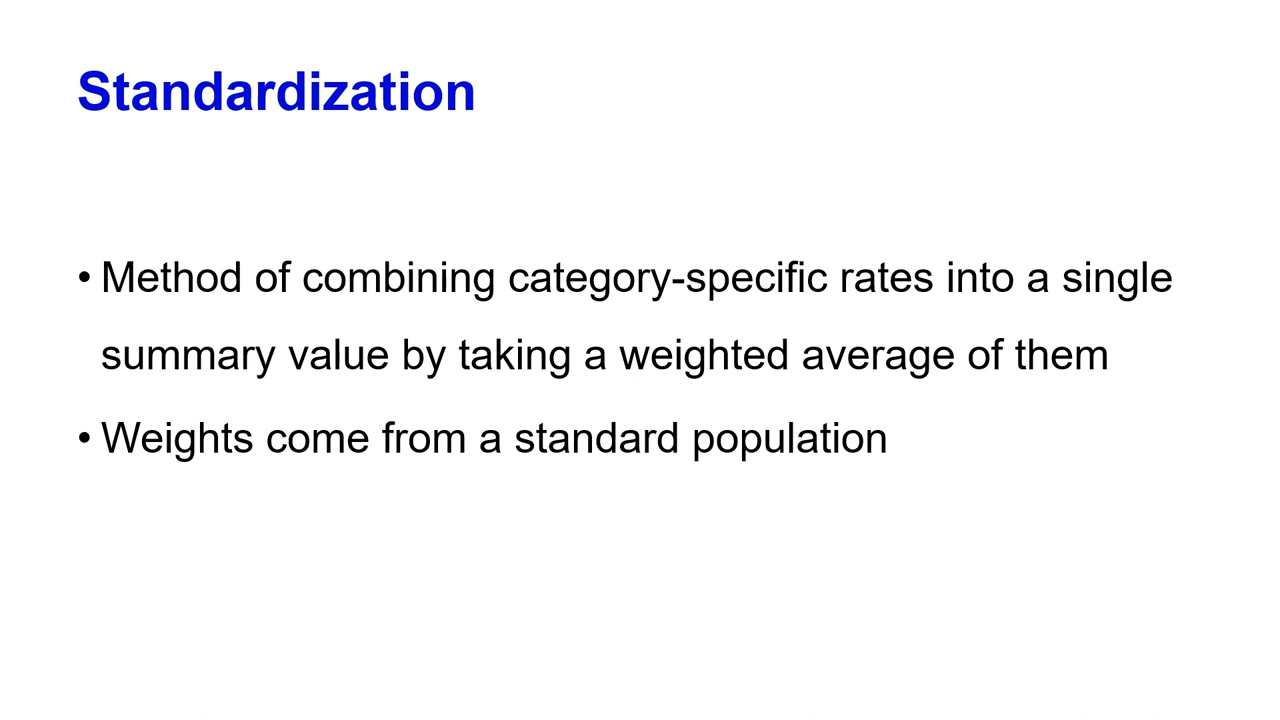 Standardization
• Method of combining category-specific rates into a single
summary value by taking a weighted average of them
• Weights come from a standard population